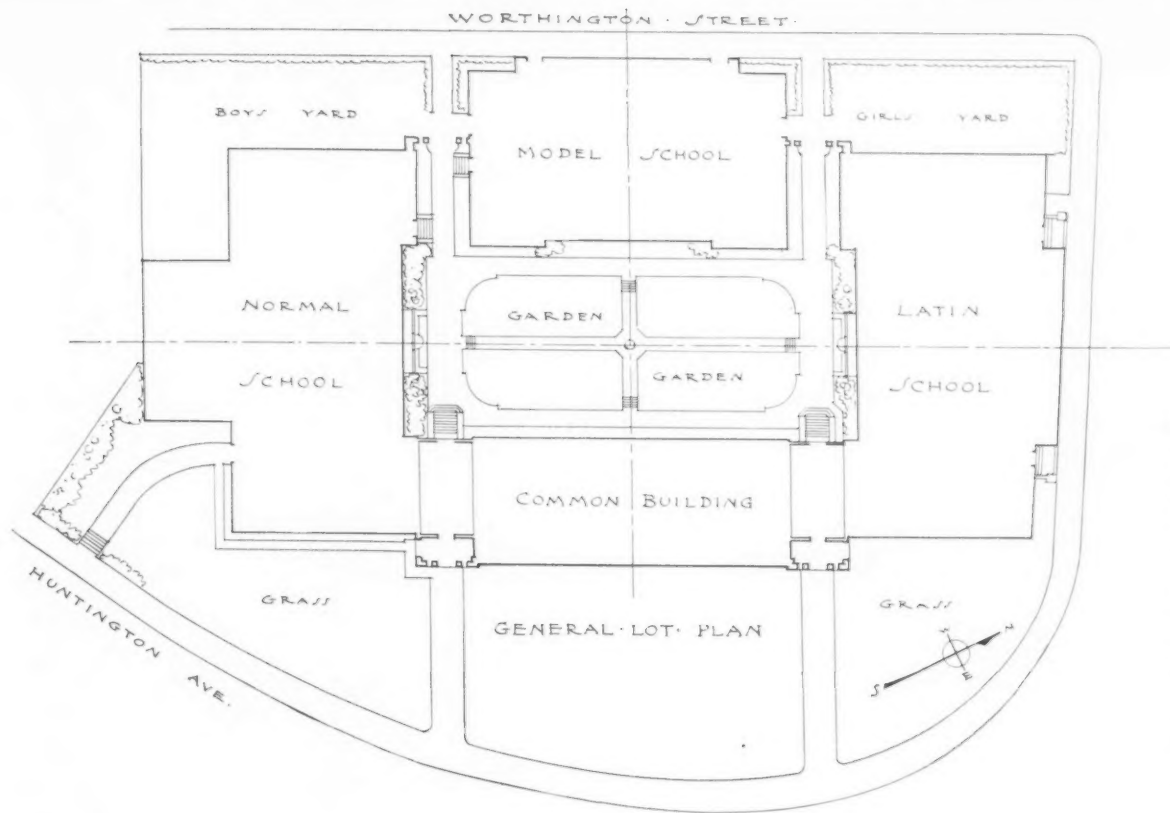 WORTHINGTON · STREET ·
BOYS YARD
GIRLS YARD
MODEL SCHOOL
NORMAL
SCHOOL
GARDEN
GARDEN
LATIN
SCHOOL
COMMON BUILDING
GRASS
GRASS
GENERAL · LOT · PLAN
HUNTINGTON AVE.
W
N
S
E